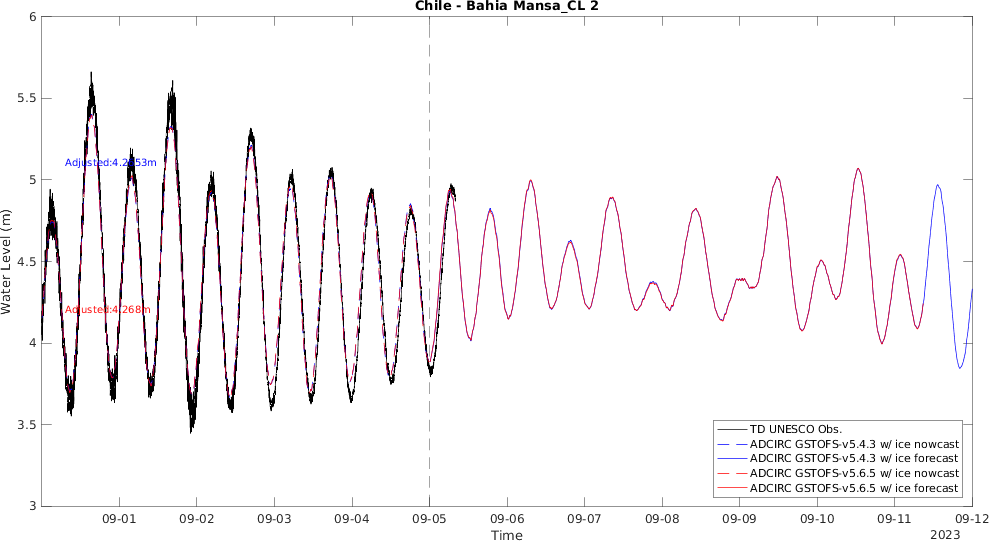 Chile - Bahia Mansa_CL 2
6
5.5
5
4.5
4
3.5
3
Water Level (m)
Adjusted:4.268m
09-01
09-02
09-03
09-04
09-05
09-06
09-07
09-08
09-09
09-10
09-11
09-12
Time
2023
TD UNESCO Obs.
ADCIRC GSTOFS-v5.4.3 w/ ice nowcast
ADCIRC GSTOFS-v5.4.3 w/ ice forecast
ADCIRC GSTOFS-v5.6.5 w/ ice nowcast
ADCIRC GSTOFS-v5.6.5 w/ ice forecast